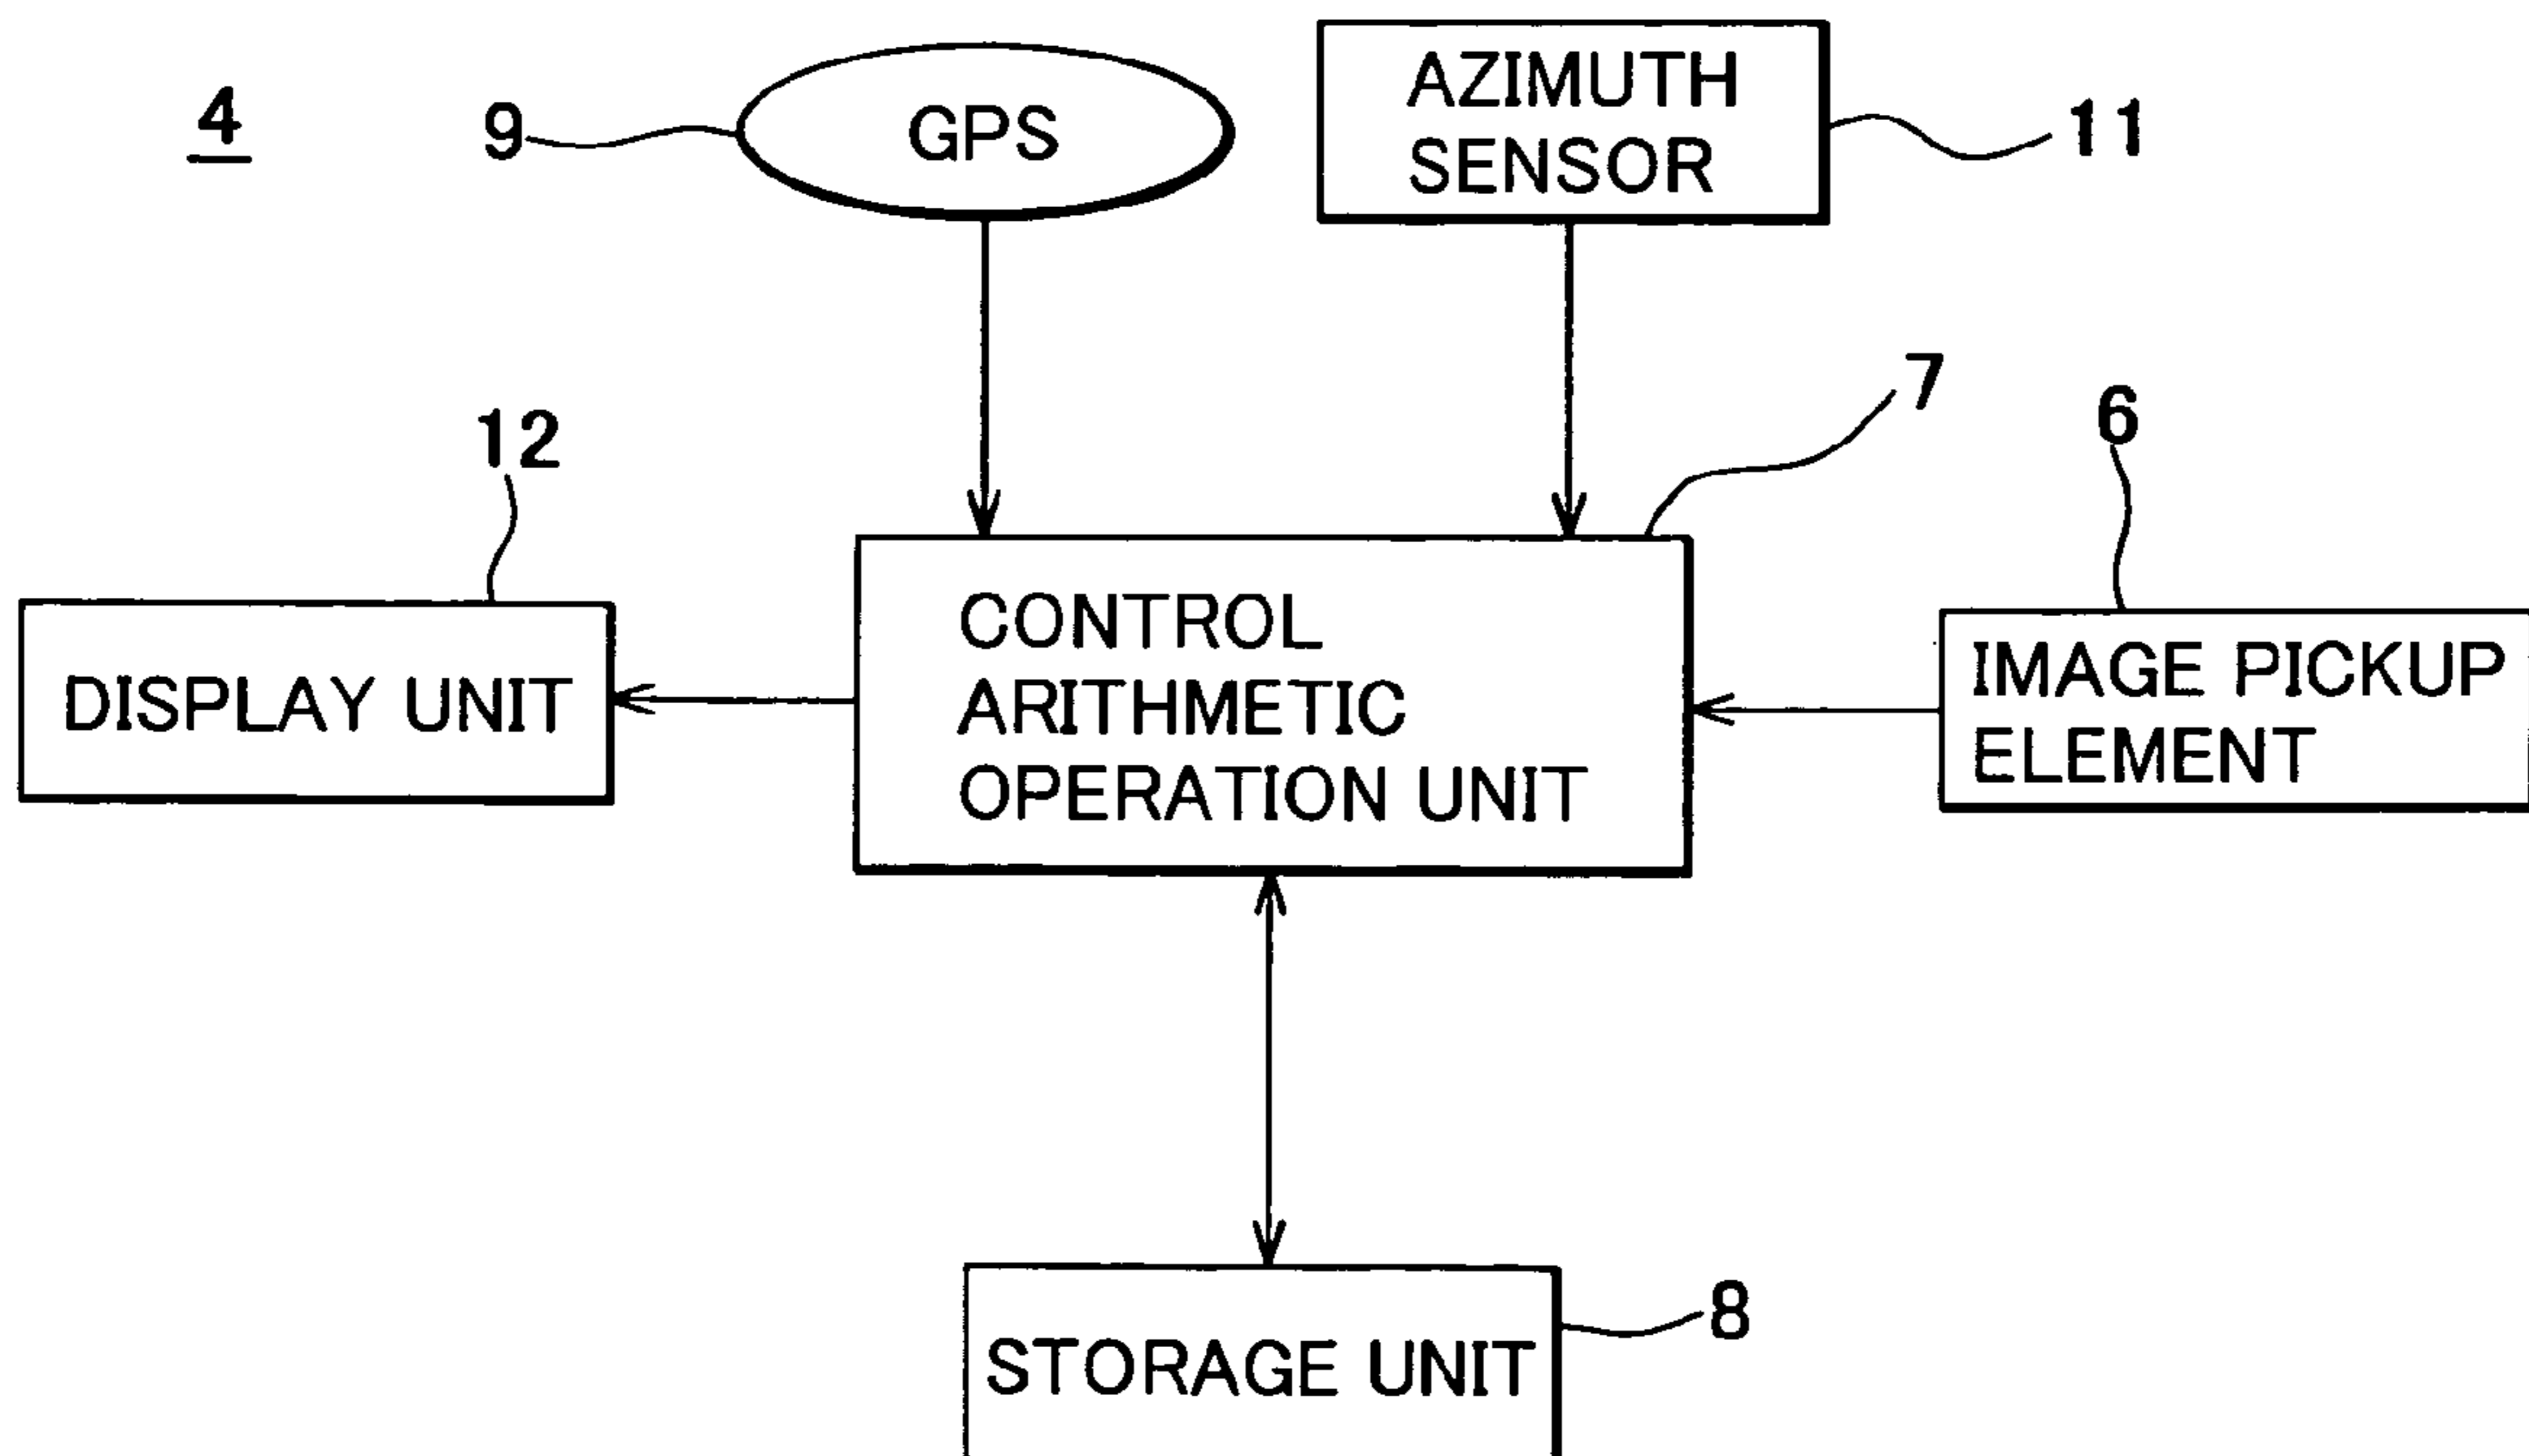 4
9
GPS
AZIMUTH
SENSOR
11
7
6
12
DISPLAY UNIT
CONTROL
ARITHMETIC
OPERATION UNIT
IMAGE PICKUP
ELEMENT
STORAGE UNIT
8